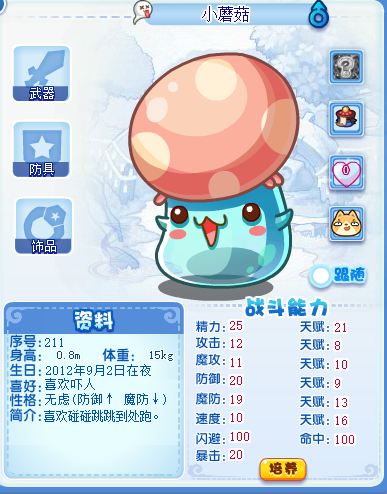 小蘑菇
武器
防具
饰品
跟随
资料
序号:211
身高: 0.8m 体重: 15kg
生日:2012年9月2日在夜
喜好:喜欢吓人
性格:无虑(防御↑ 魔防↓)
简介:喜欢碰碰跳跳到处跑。
战斗能力
精力:25 天赋:21
攻击:12 天赋:8
魔攻:11 天赋:10
防御:20 天赋:9
魔防:19 天赋:13
速度:10 天赋:16
闪避:100 命中:100
暴击:20
培养